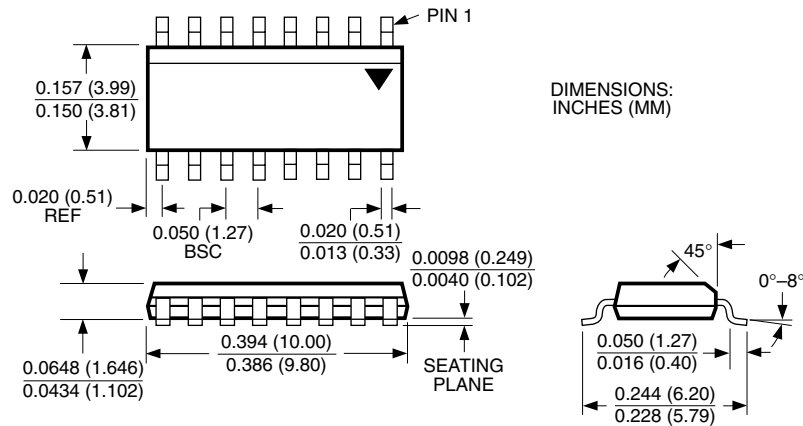 PIN 1
0.157 (3.99)
0.150 (3.81)
DIMENSIONS:
INCHES (MM)
0.020 (0.51)
REF
0.050 (1.27)
BSC
0.020 (0.51)
0.013 (0.33)
0.0098 (0.249)
0.0040 (0.102)
45°
0°–8°
0.0648 (1.646)
0.0434 (1.102)
0.394 (10.00)
0.386 (9.80)
SEATING
PLANE
0.050 (1.27)
0.016 (0.40)
0.244 (6.20)
0.228 (5.79)